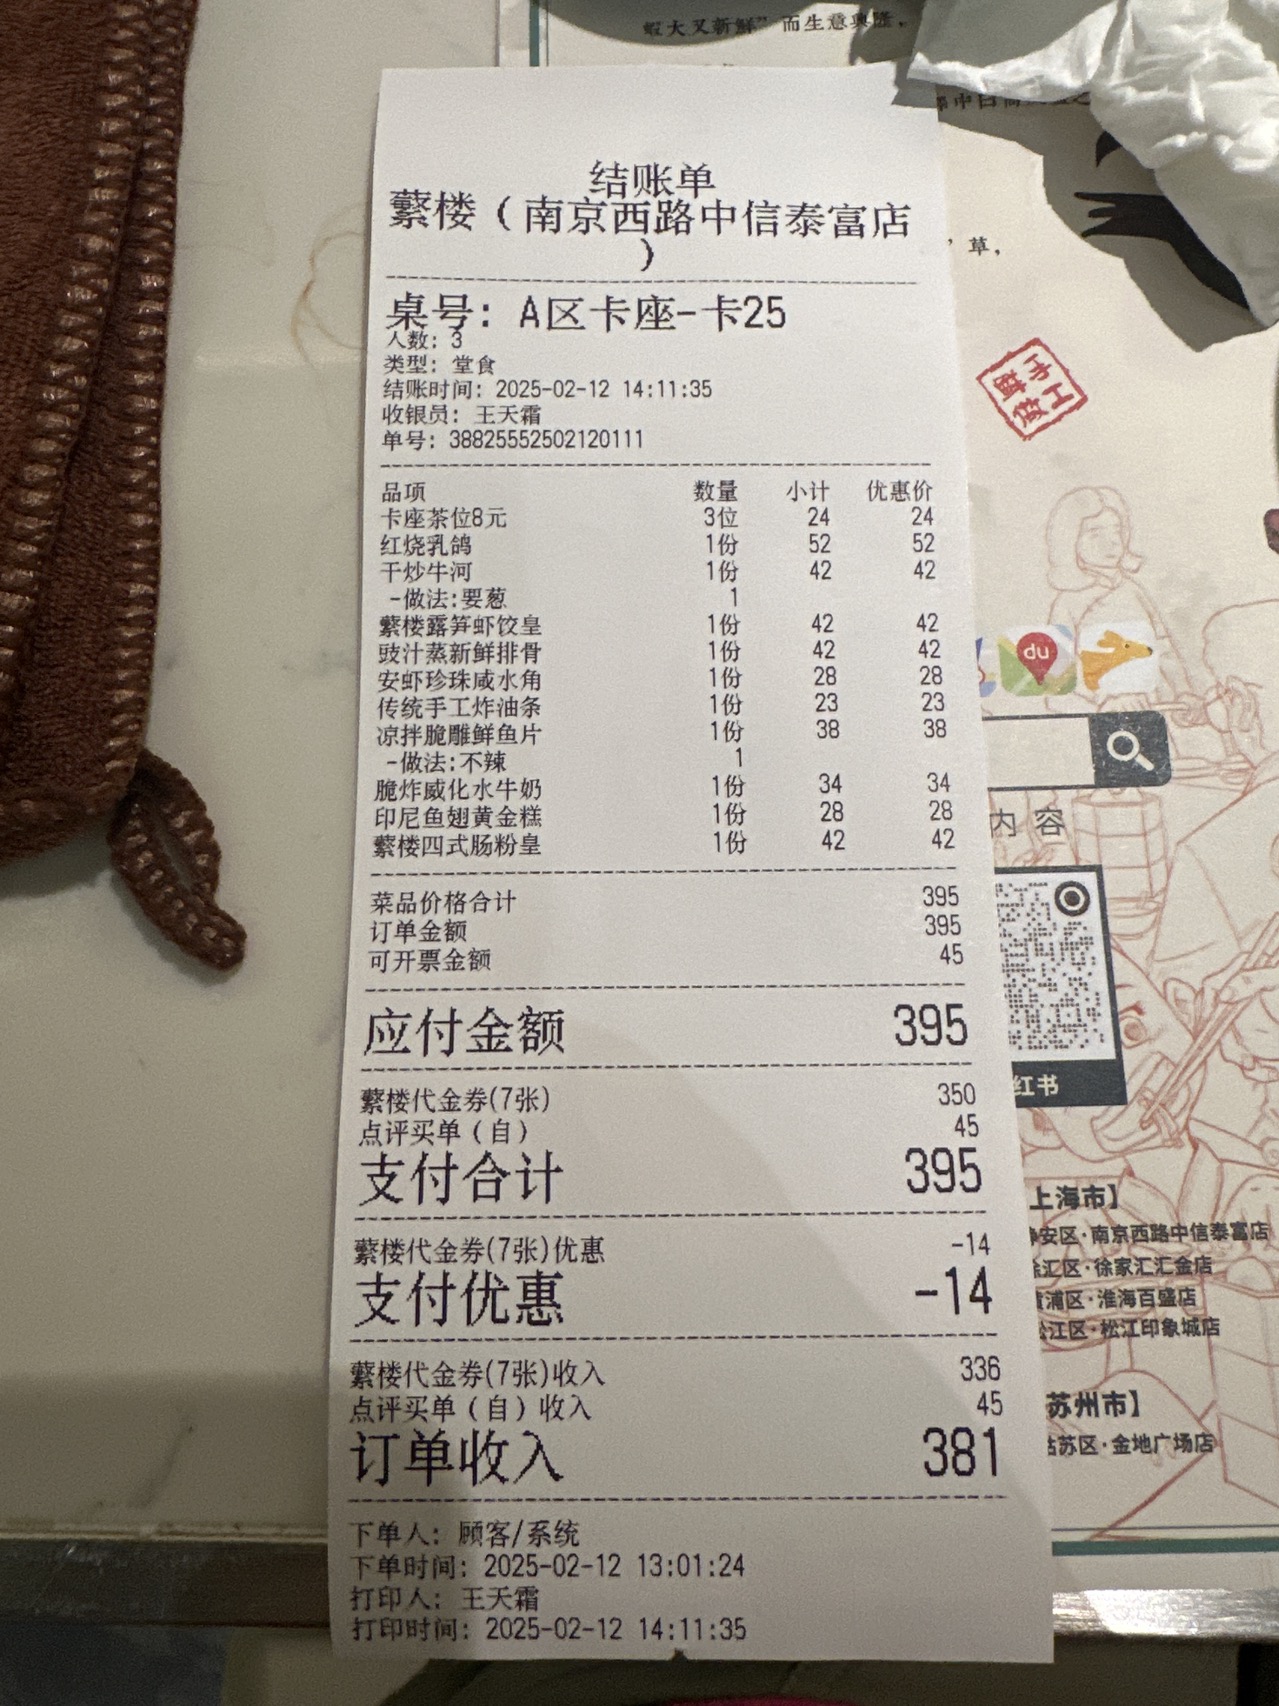 蝦大又新鮮”而生意興隆，
结账单
蘩楼（南京西路中信泰富店
）
”草，
桌号：A区卡座-卡25
人数：3
类型：堂食
结账时间：2025-02-12 14:11:35
收银员：王天霜
单号：38825552502120111
手工
鲜做
品项 数量 小计 优惠价
卡座茶位8元 3位 24 24
红烧乳鸽 1份 52 52
干炒牛河 1份 42 42
-做法:要葱 1
蘩楼露笋虾饺皇 1份 42 42
豉汁蒸新鲜排骨 1份 42 42
安虾珍珠咸水角 1份 28 28
传统手工炸油条 1份 23 23
凉拌脆雕鲜鱼片 1份 38 38
-做法:不辣 1
脆炸威化水牛奶 1份 34 34
印尼鱼翅黄金糕 1份 28 28
蘩楼四式肠粉皇 1份 42 42
du
内容
菜品价格合计 395
订单金额 395
可开票金额 45
应付金额 395
红书
蘩楼代金券(7张) 350
点评买单（自） 45
支付合计 395
蘩楼代金券(7张)优惠 -14
支付优惠 -14
蘩楼代金券(7张)收入 336
点评买单（自）收入 45
订单收入 381
下单人：顾客/系统
下单时间：2025-02-12 13:01:24
打印人：王天霜
打印时间：2025-02-12 14:11:35
上海市】
安区·南京西路中信泰富店
汇区·徐家汇汇金店
浦区·淮海百盛店
江区·松江印象城店
苏州市】
苏区·金地广场店